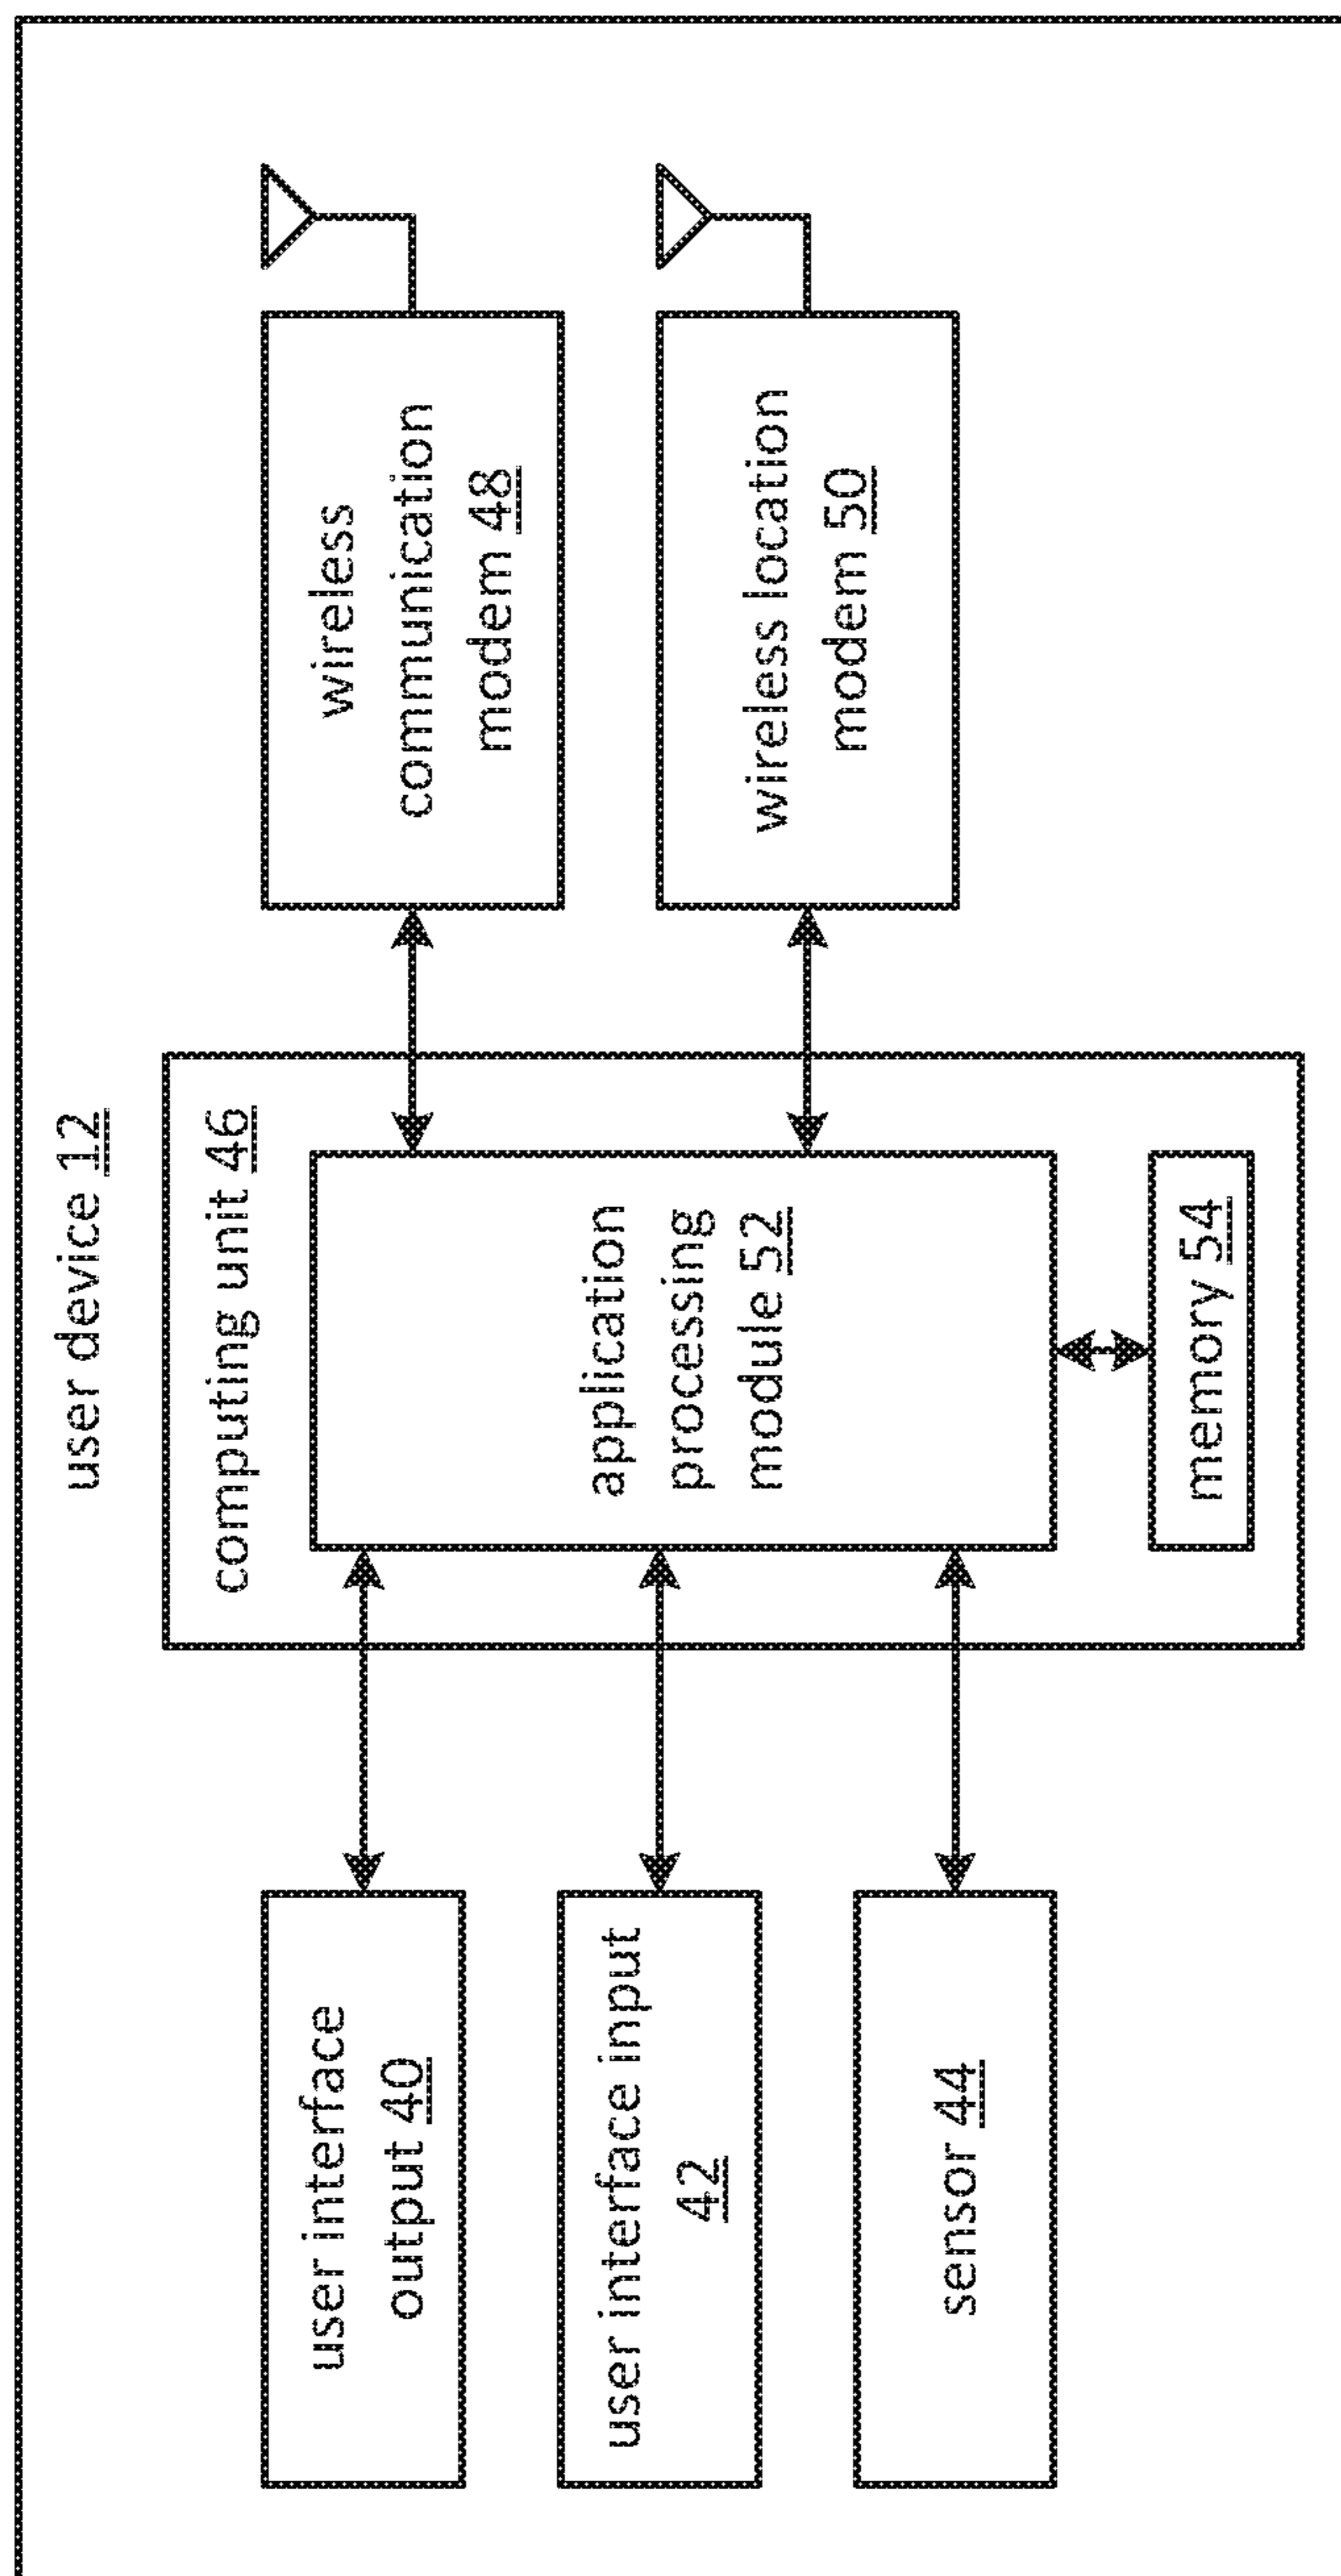 user device 12
computing unit 46
user interface
output 40
user interface input
42
sensor 44
application
processing
module 52
memory 54
wireless
communication
modem 48
wireless location
modem 50